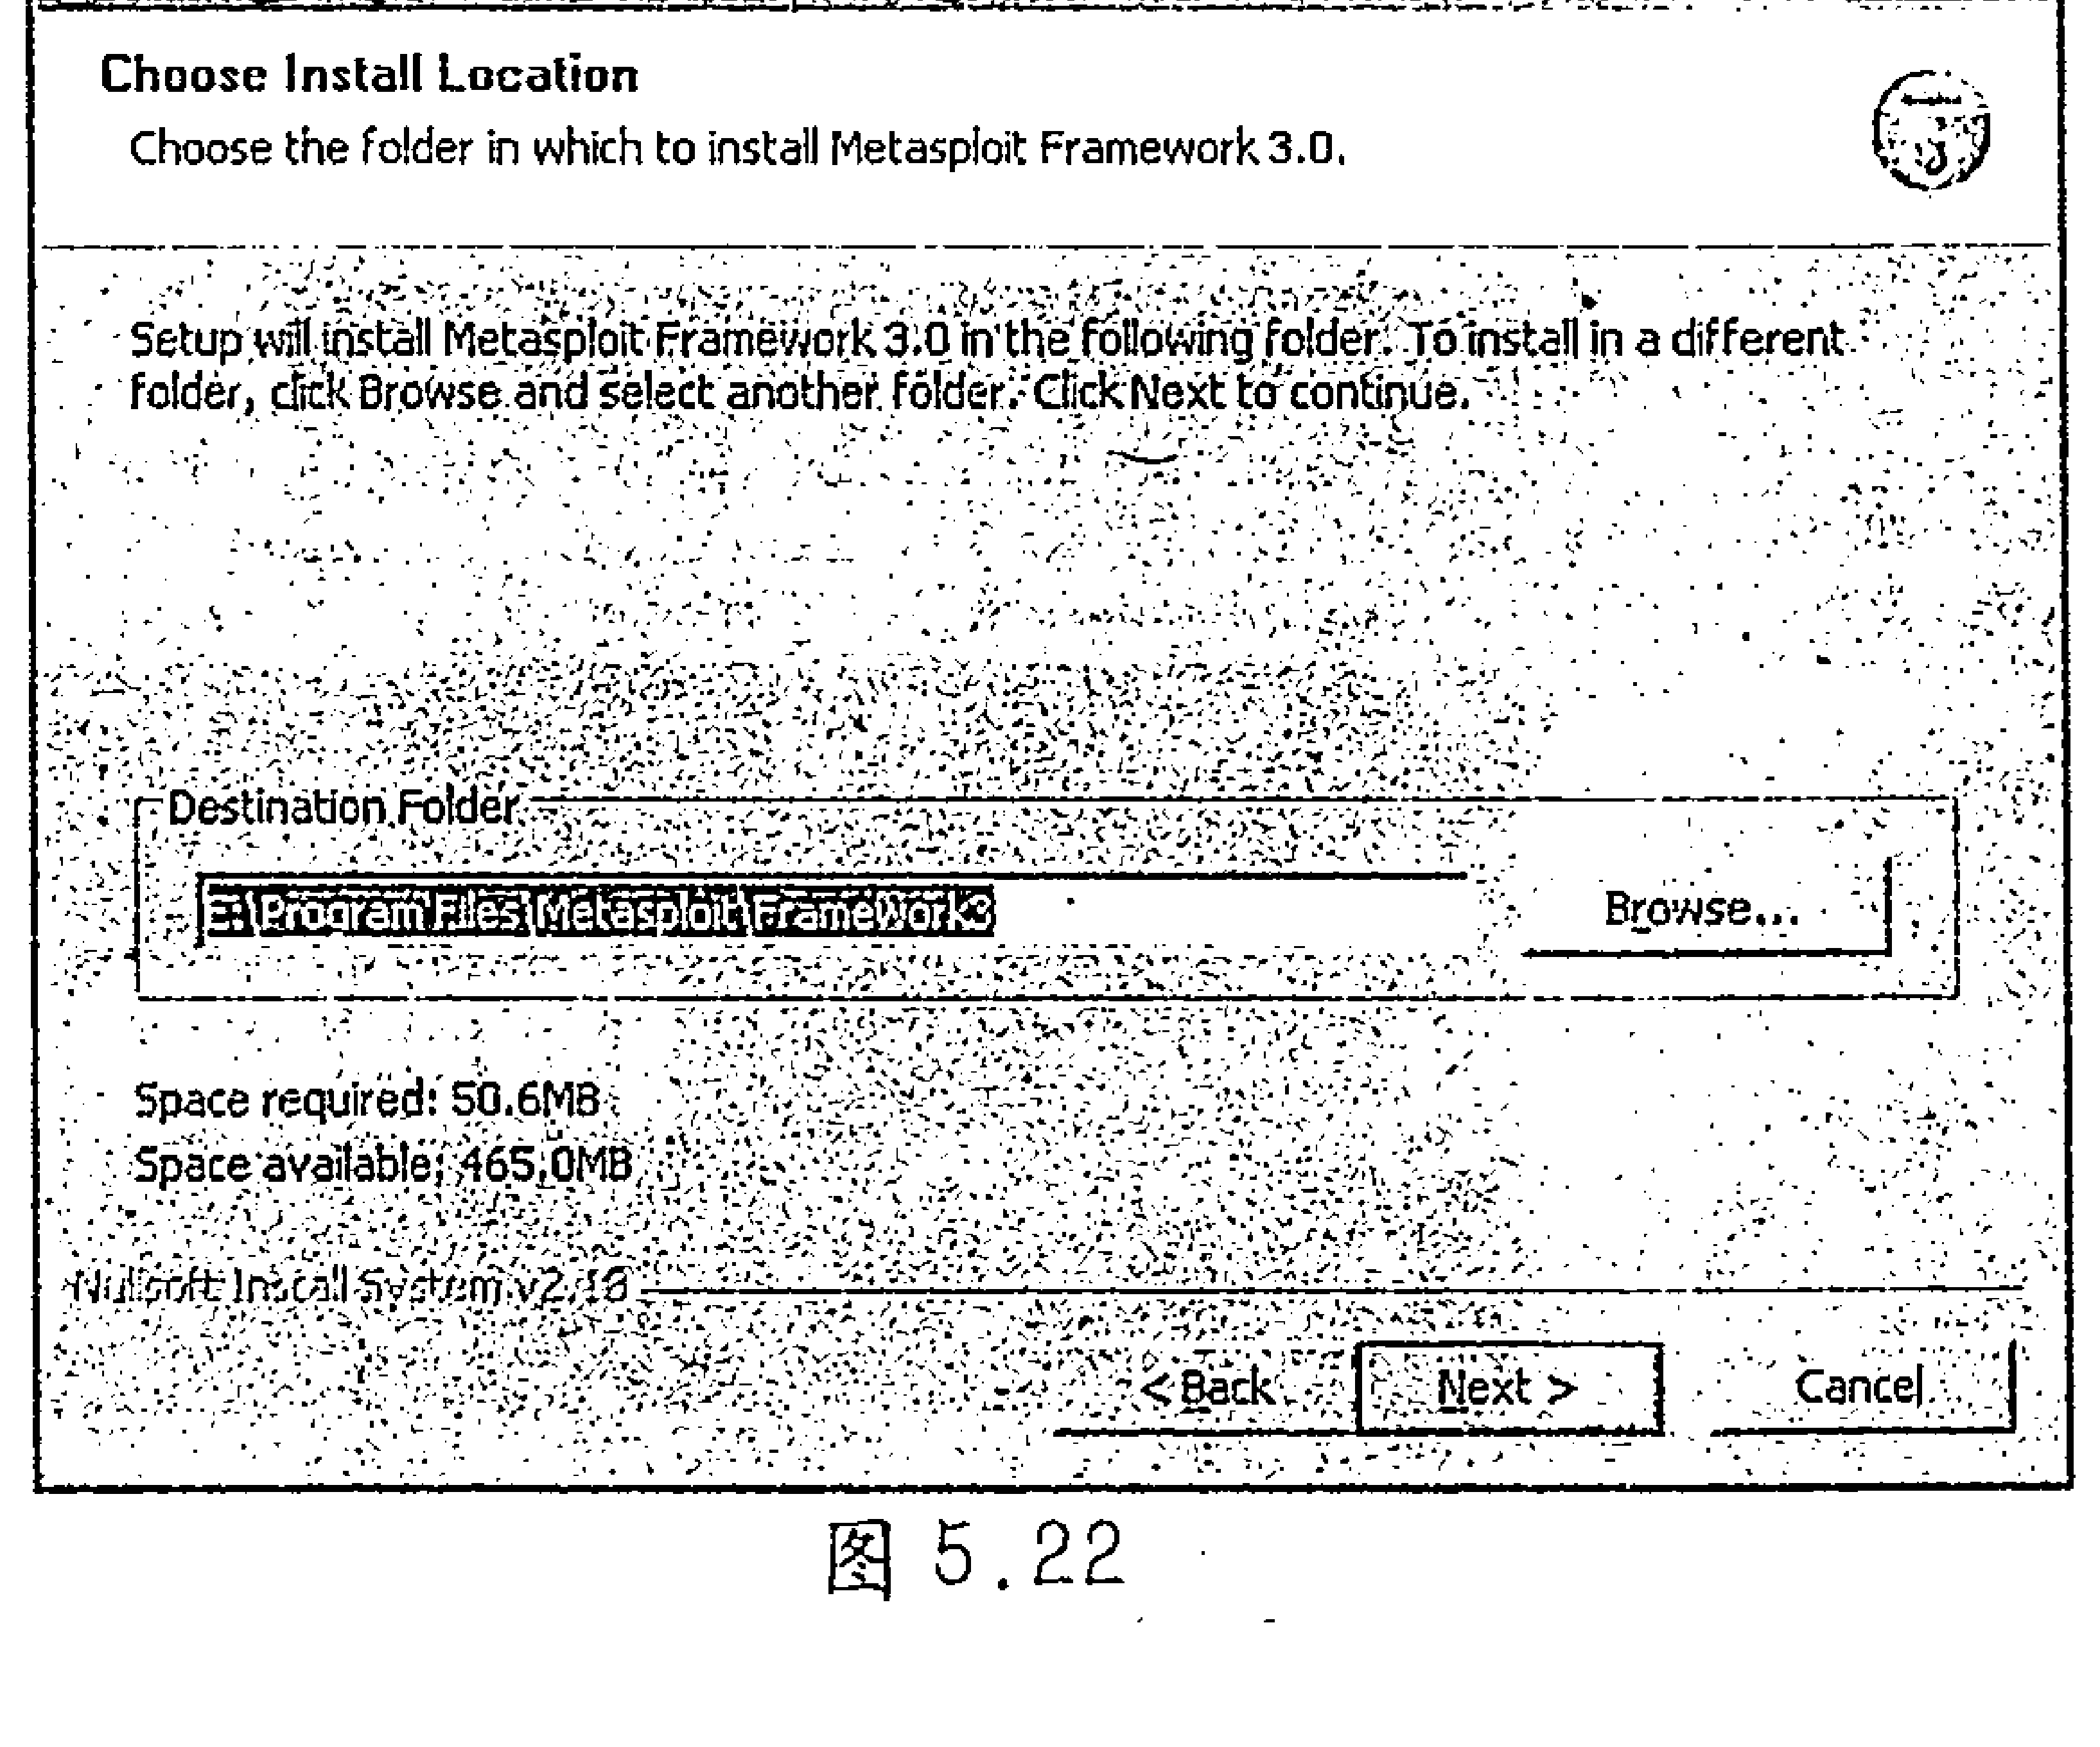 Choose Install Location
Choose the folder in which to install Metasploit Framework 3.0.
Setup will install Metasploit Framework 3.0 in the following folder. To install in a different
folder, click Browse and select another folder. Click Next to continue.
Destination Folder
E:\Program Files\Metasploit\FrameWork3
Browse...
Space required: 50.6MB
Space available: 465.0MB
Nullsoft Install System
< Back
Next >
Cancel
图 5.22